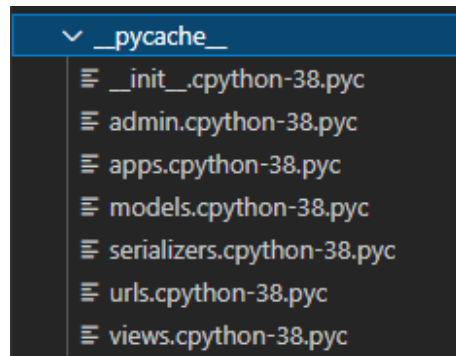 __pycache__
__init__.cpython-38.pyc
admin.cpython-38.pyc
apps.cpython-38.pyc
models.cpython-38.pyc
serializers.cpython-38.pyc
urls.cpython-38.pyc
views.cpython-38.pyc